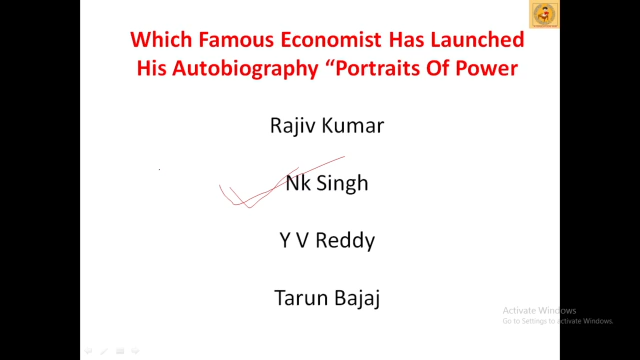 Which Famous Economist Has Launched
His Autobiography “Portraits Of Power
Rajiv Kumar
Nk Singh
Y V Reddy
Tarun Bajaj
Activate Windows
Go to Settings to activate Windows.